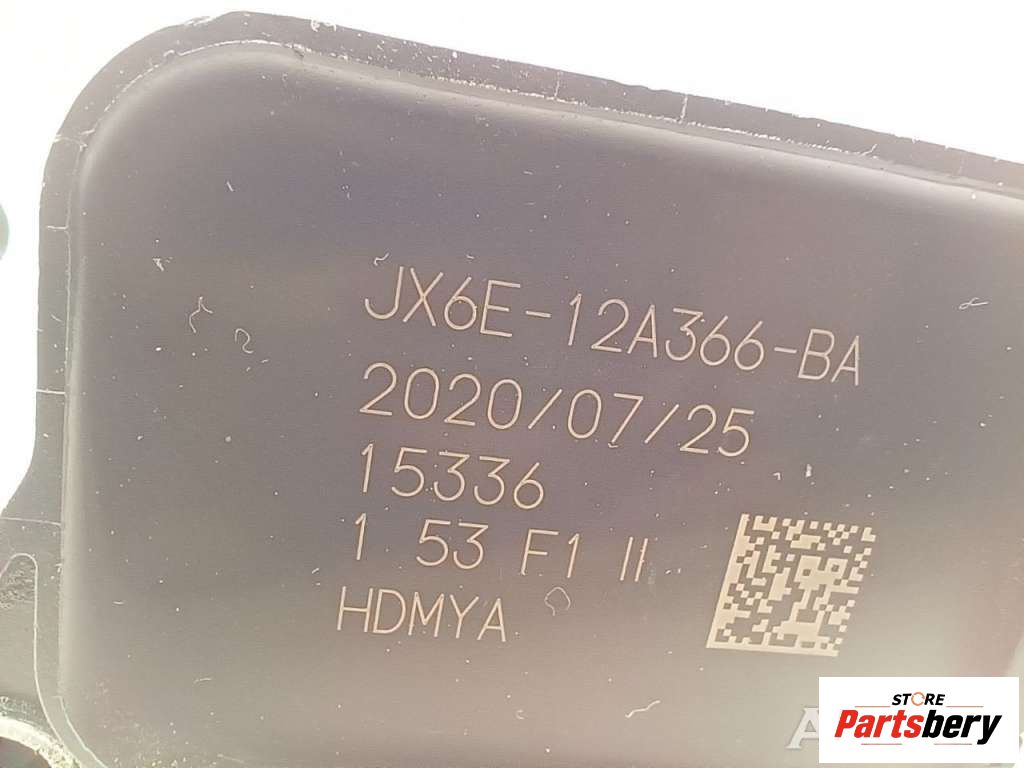 JX6E-12A366-BA
2020/07/25
15336
1 53 F1 II
HDMYA
STORE
Partsbery